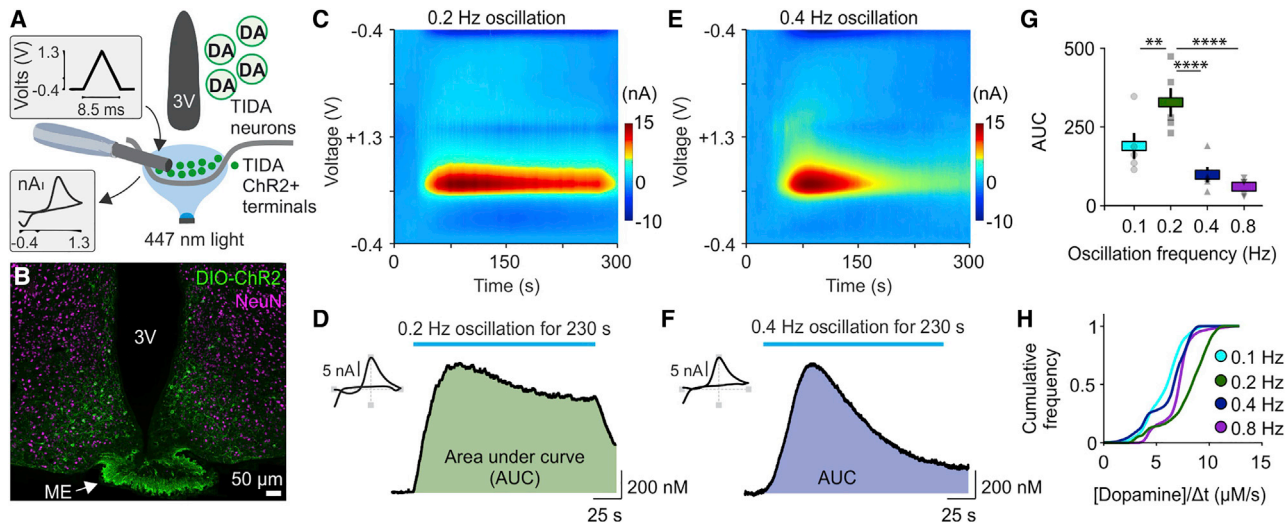 A
Volts (V)
1.3
-0.4
8.5 ms
3V
DA
DA
DA
DA
TIDA
neurons
TIDA
ChR2+
terminals
nA
-0.4
1.3
447 nm light
B
DIO-ChR2
NeuN
3V
ME
50 µm
C
0.2 Hz oscillation
Voltage (V)
-0.4
+1.3
-0.4
0
150
300
Time (s)
(nA)
15
-10
D
0.2 Hz oscillation for 230 s
5 nA
Area under curve
(AUC)
200 nM
25 s
E
0.4 Hz oscillation
Voltage (V)
-0.4
+1.3
-0.4
0
150
300
Time (s)
(nA)
15
-10
F
0.4 Hz oscillation for 230 s
5 nA
AUC
200 nM
25 s
G
AUC
500
250
0
** ****
****
0.1 0.2 0.4 0.8
Oscillation frequency (Hz)
H
Cumulative
frequency
1
0.5
0
0 5 10 15
[Dopamine]/Δt (µM/s)
0.1 Hz
0.2 Hz
0.4 Hz
0.8 Hz